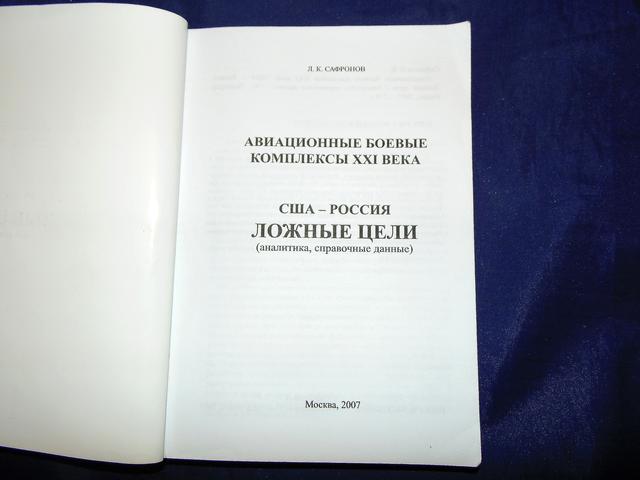 Л. К. САФРОНОВ
АВИАЦИОННЫЕ БОЕВЫЕ
КОМПЛЕКСЫ XXI ВЕКА
США – РОССИЯ
ЛОЖНЫЕ ЦЕЛИ
(аналитика, справочные данные)
Москва, 2007